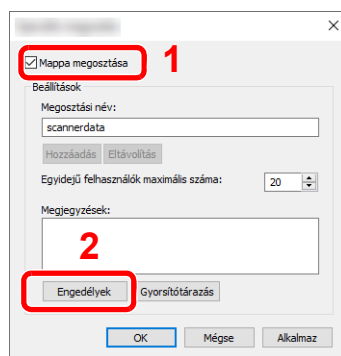 Mappa megosztása
1
Beállítások
Megosztási név:
scannerdata
Hozzáadás Eltávolítás
Egyidejű felhasználók maximális száma: 20
Megjegyzések:
2
Engedélyek Gyorsítótárazás
OK Mégse Alkalmaz